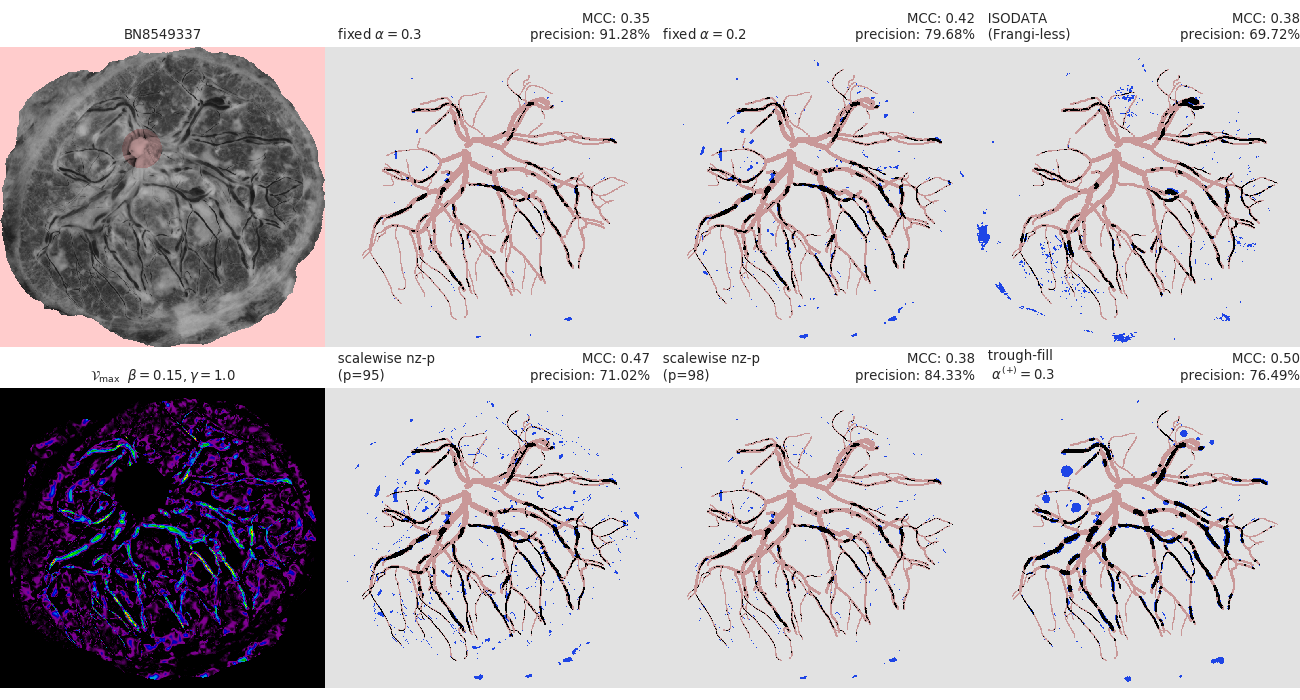 BN8549337
fixed α = 0.3
MCC: 0.35
precision: 91.28%
fixed α = 0.2
MCC: 0.42
precision: 79.68%
ISODATA
(Frangi-less)
MCC: 0.38
precision: 69.72%
𝒱max β = 0.15, γ = 1.0
scalewise nz-p
(p=95)
MCC: 0.47
precision: 71.02%
scalewise nz-p
(p=98)
MCC: 0.38
precision: 84.33%
trough-fill
α⁽⁺⁾ = 0.3
MCC: 0.50
precision: 76.49%